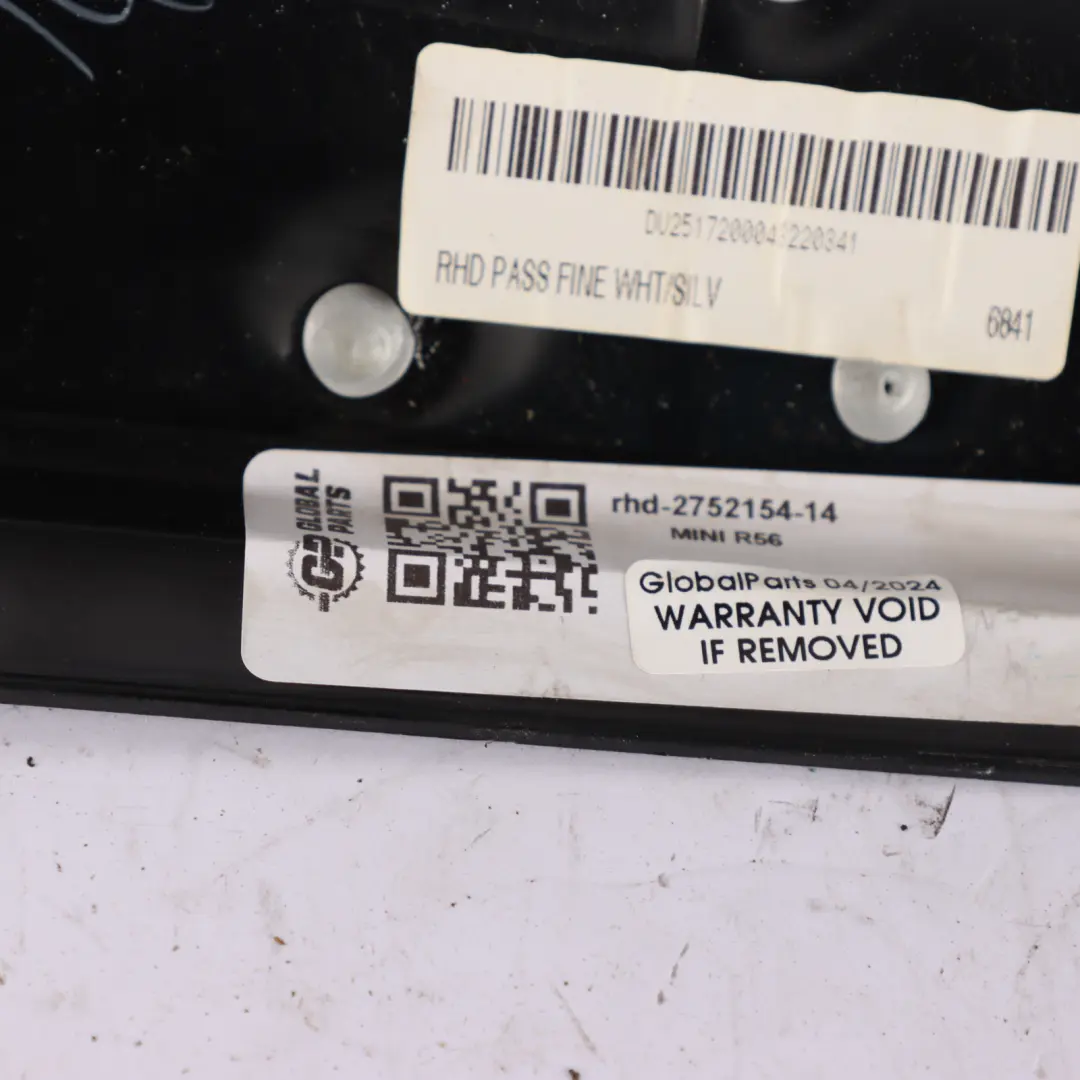 DU2517200043220341
RHD PASS FINE WHT/SILV
6841
GLOBAL
PARTS
rhd-2752154-14
MINI R56
GlobalParts 04/2024
WARRANTY VOID
IF REMOVED